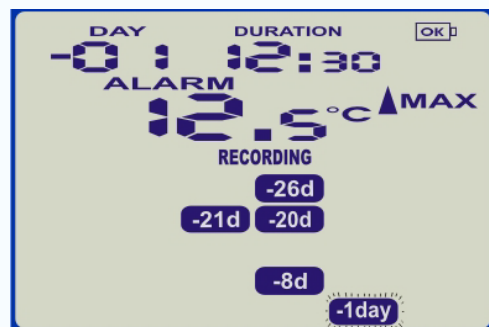 DAY DURATION OK
-01 12:30
ALARM
12.5°C MAX
RECORDING
-26d
-21d -20d
-8d
-1day